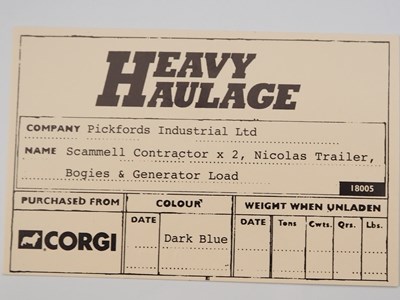 HEAVY
HAULAGE
COMPANY Pickfords Industrial Ltd
NAME Scammell Contractor x 2, Nicolas Trailer,
Bogies & Generator Load
18005
PURCHASED FROM COLOUR WEIGHT WHEN UNLADEN
DATE DATE Tons Cwts. Qrs. Lbs.
CORGI Dark Blue